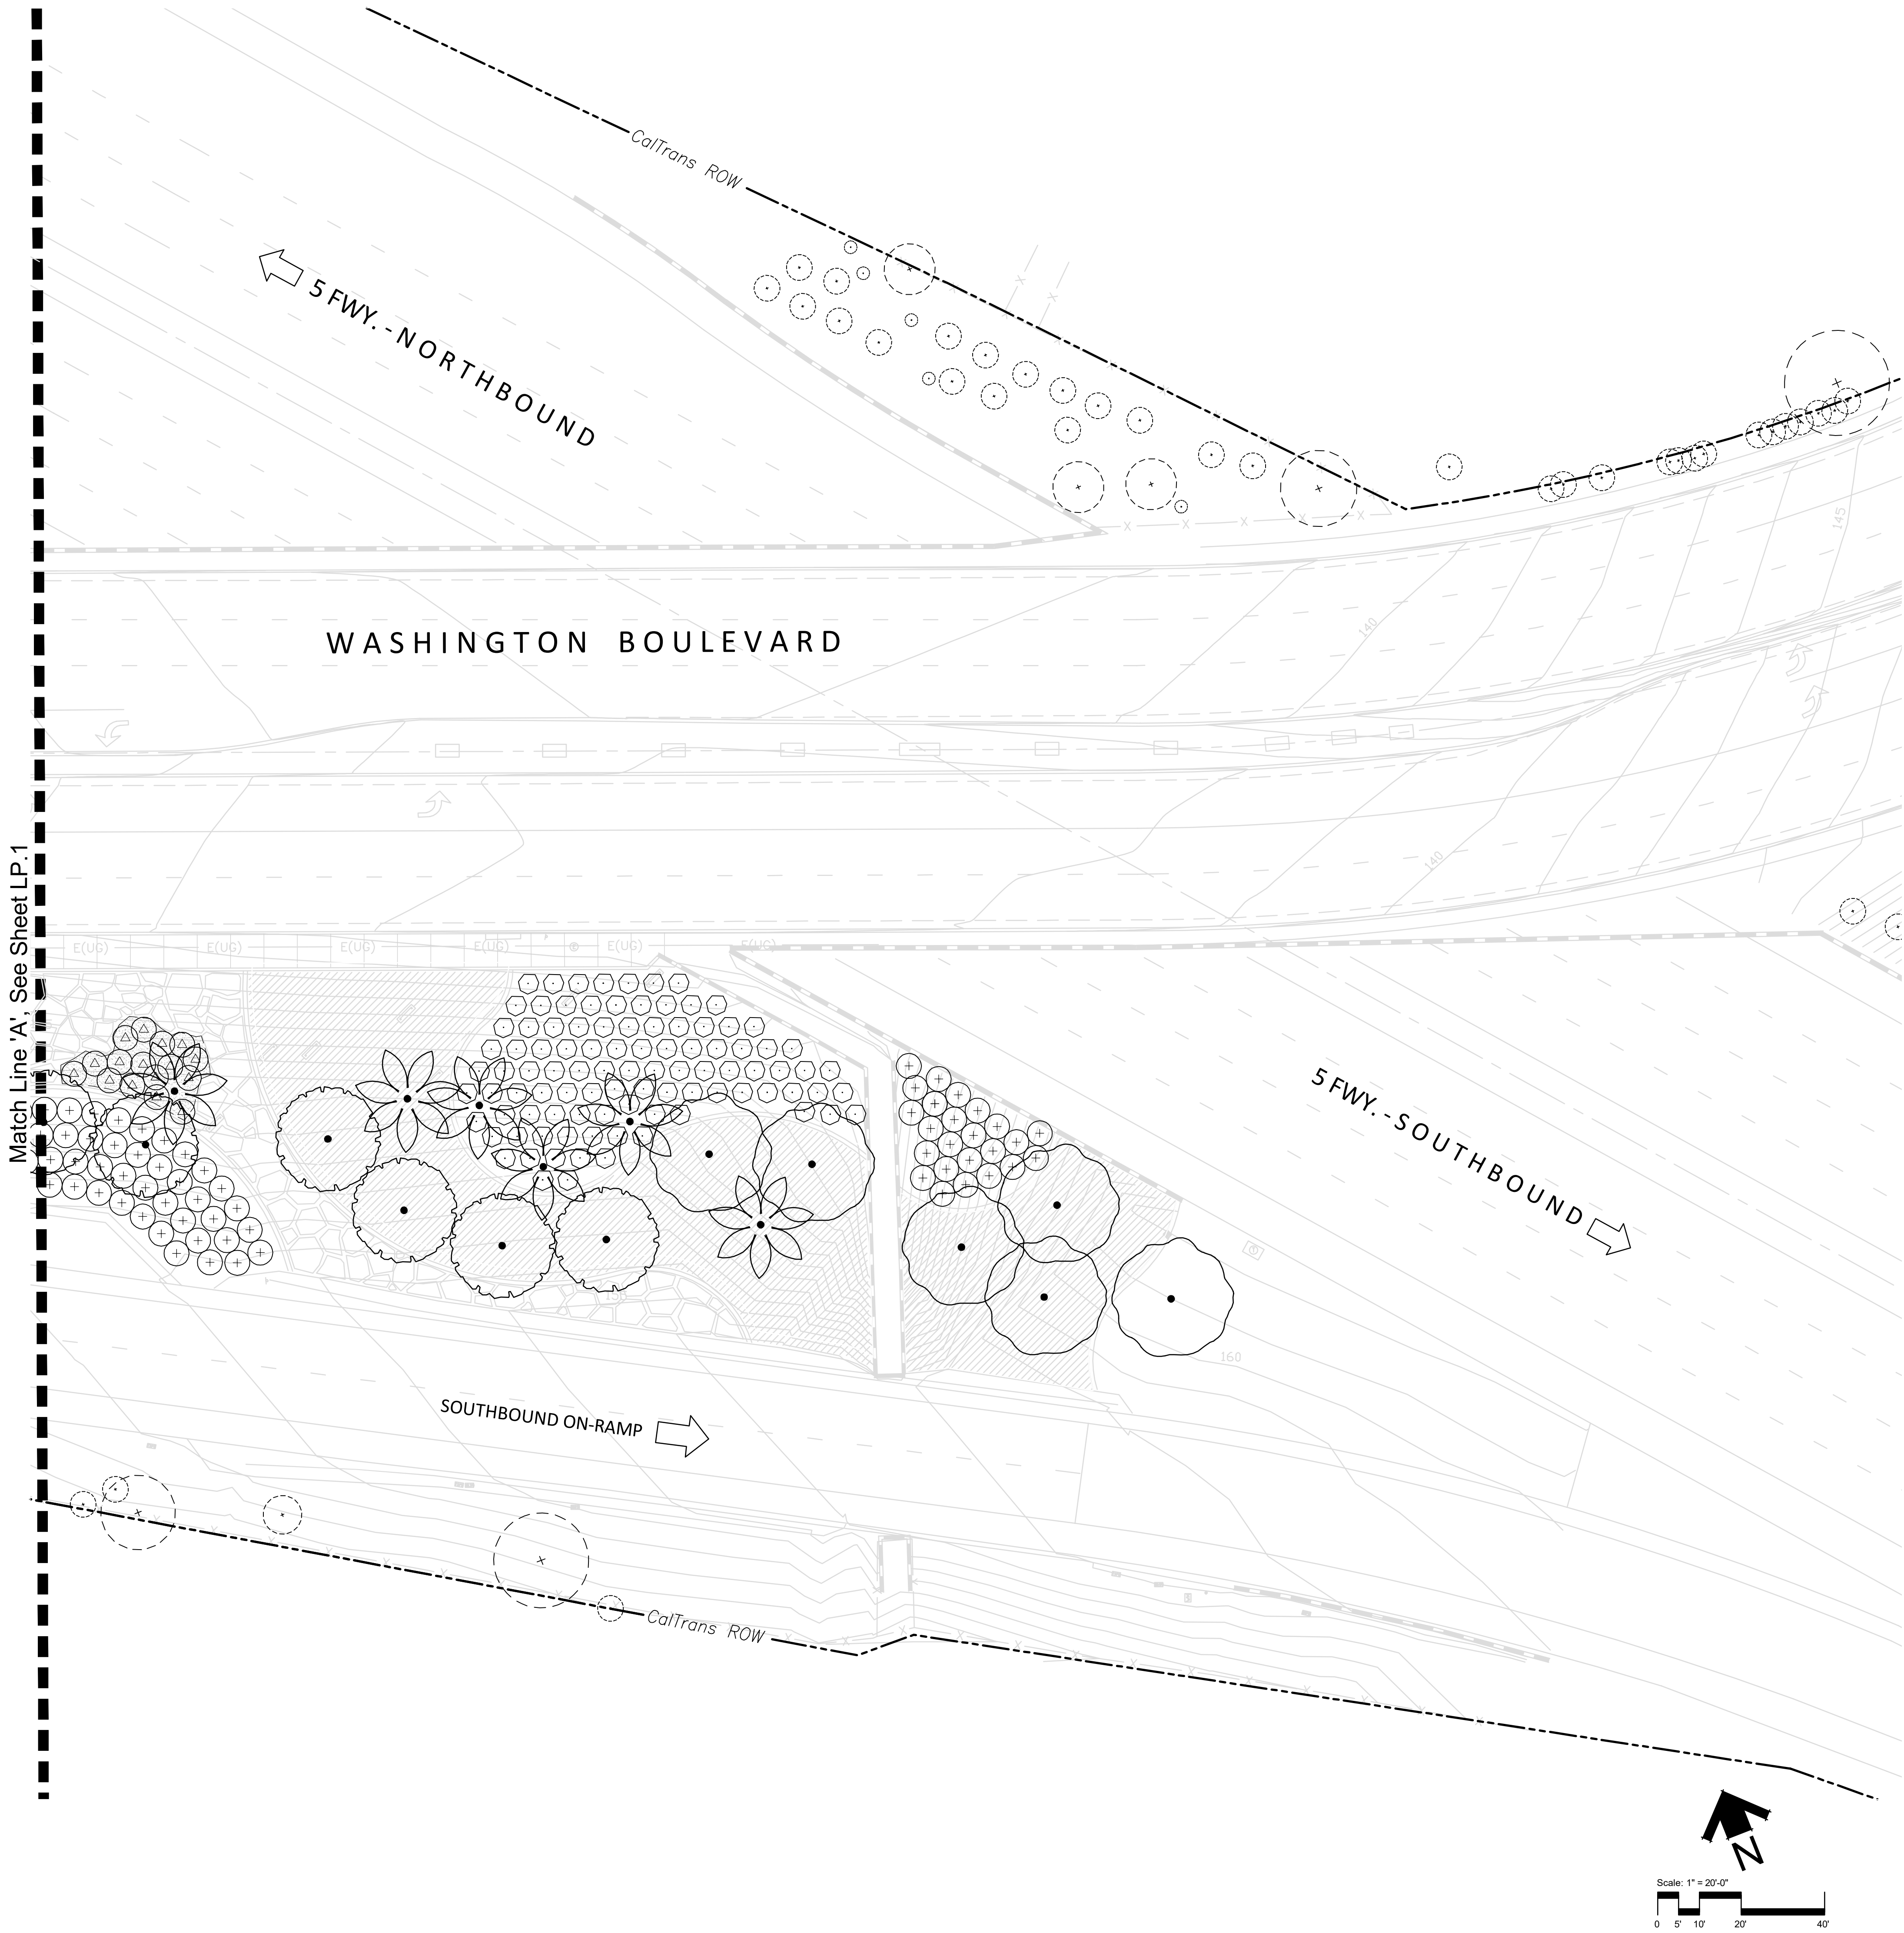 CalTrans ROW
5 FWY. - NORTHBOUND
145
WASHINGTON BOULEVARD
140
140
Match Line 'A', See Sheet LP.1
E(UG) E(UG) E(UG) E(UG) E(UG) E(UG)
5 FWY. - SOUTHBOUND
160
SOUTHBOUND ON-RAMP
CalTrans ROW
N
Scale: 1" = 20'-0"
0 5' 10' 20' 40'